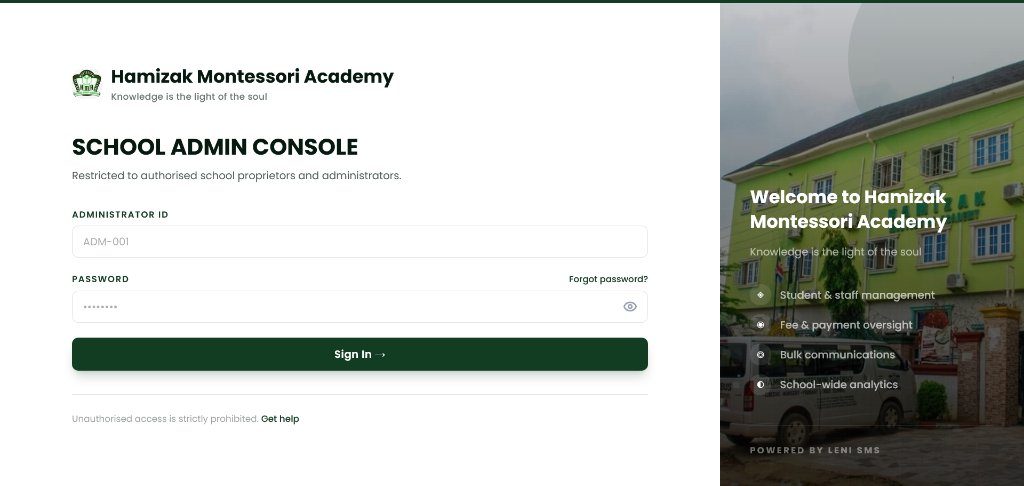 Hamizak Montessori Academy
Knowledge is the light of the soul
SCHOOL ADMIN CONSOLE
Restricted to authorised school proprietors and administrators.
ADMINISTRATOR ID
ADM-001
PASSWORD
Forgot password?
••••••••
Sign In →
Unauthorised access is strictly prohibited. Get help
HAMIZAK
ACADEMY
Welcome to Hamizak
Montessori Academy
Knowledge is the light of the soul
Student & staff management
Fee & payment oversight
Bulk communications
School-wide analytics
POWERED BY LENI SMS